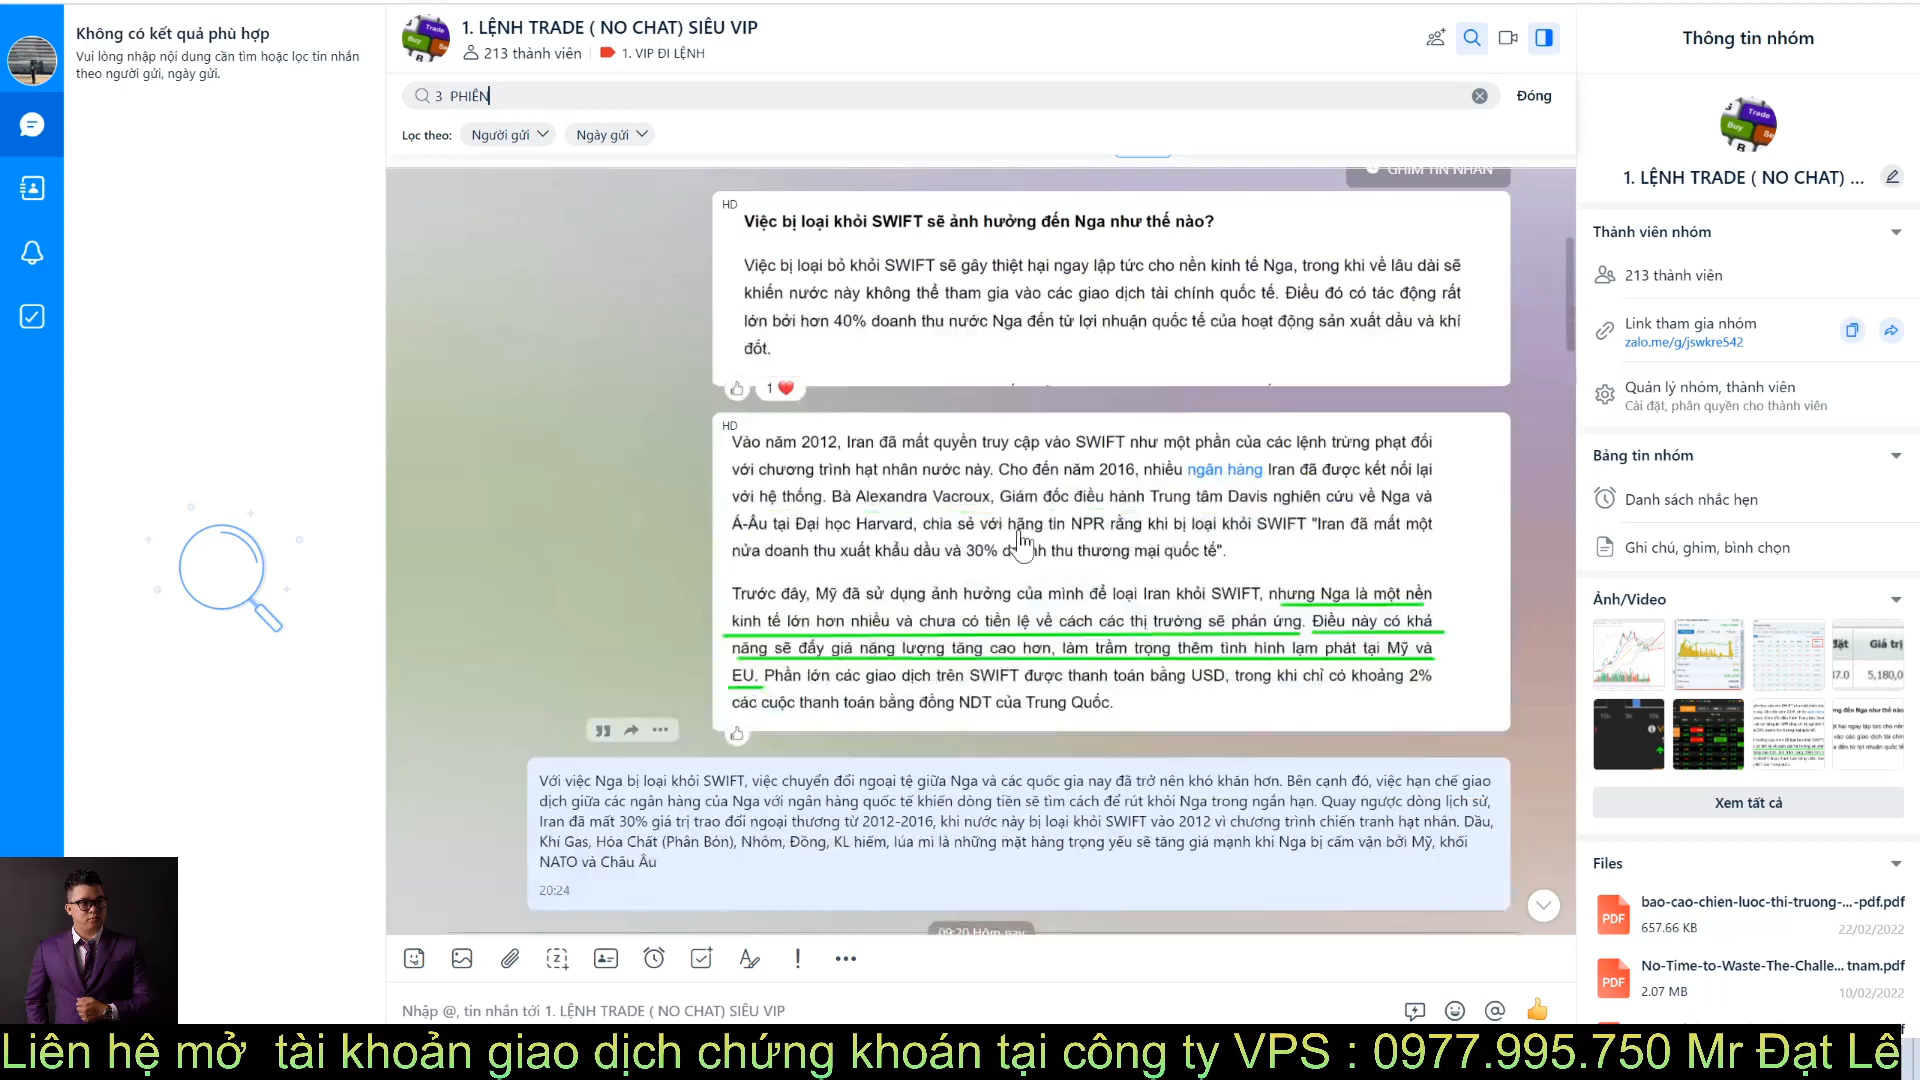 Không có kết quả phù hợp
Vui lòng nhập nội dung cần tìm hoặc lọc tin nhắn
theo người gửi, ngày gửi.
1. LỆNH TRADE ( NO CHAT) SIÊU VIP
213 thành viên
1. VIP ĐI LỆNH
3 PHIÊN
Đóng
Lọc theo:
Người gửi
Ngày gửi
GHIM TIN NHẮN
HD
Việc bị loại khỏi SWIFT sẽ ảnh hưởng đến Nga như thế nào?
Việc bị loại bỏ khỏi SWIFT sẽ gây thiệt hại ngay lập tức cho nền kinh tế Nga, trong khi về lâu dài sẽ
khiến nước này không thể tham gia vào các giao dịch tài chính quốc tế. Điều đó có tác động rất
lớn bởi hơn 40% doanh thu nước Nga đến từ lợi nhuận quốc tế của hoạt động sản xuất dầu và khí
đốt.
1
HD
Vào năm 2012, Iran đã mất quyền truy cập vào SWIFT như một phần của các lệnh trừng phạt đối
với chương trình hạt nhân nước này. Cho đến năm 2016, nhiều ngân hàng Iran đã được kết nối lại
với hệ thống. Bà Alexandra Vacroux, Giám đốc điều hành Trung tâm Davis nghiên cứu về Nga và
Á-Âu tại Đại học Harvard, chia sẻ với hãng tin NPR rằng khi bị loại khỏi SWIFT "Iran đã mất một
nửa doanh thu xuất khẩu dầu và 30% doanh thu thương mại quốc tế".
Trước đây, Mỹ đã sử dụng ảnh hưởng của mình để loại Iran khỏi SWIFT, nhưng Nga là một nền
kinh tế lớn hơn nhiều và chưa có tiền lệ về cách các thị trường sẽ phản ứng. Điều này có khả
năng sẽ đẩy giá năng lượng tăng cao hơn, làm trầm trọng thêm tình hình lạm phát tại Mỹ và
EU. Phần lớn các giao dịch trên SWIFT được thanh toán bằng USD, trong khi chỉ có khoảng 2%
các cuộc thanh toán bằng đồng NDT của Trung Quốc.
Với việc Nga bị loại khỏi SWIFT, việc chuyển đổi ngoại tệ giữa Nga và các quốc gia nay đã trở nên khó khăn hơn. Bên cạnh đó, việc hạn chế giao
dịch giữa các ngân hàng của Nga với ngân hàng quốc tế khiến dòng tiền sẽ tìm cách để rút khỏi Nga trong ngắn hạn. Quay ngược dòng lịch sử,
Iran đã mất 30% giá trị trao đổi ngoại thương từ 2012-2016, khi nước này bị loại khỏi SWIFT vào 2012 vì chương trình chiến tranh hạt nhân. Dầu,
Khí Gas, Hóa Chất (Phân Bón), Nhôm, Đồng, KL hiếm, lúa mì là những mặt hàng trọng yếu sẽ tăng giá mạnh khi Nga bị cấm vận bởi Mỹ, khối
NATO và Châu Âu
20:24
09:20 Hôm nay
Nhập @, tin nhắn tới 1. LỆNH TRADE ( NO CHAT) SIÊU VIP
Thông tin nhóm
Trade
Buy
Se
B
1. LỆNH TRADE ( NO CHAT) ...
Thành viên nhóm
213 thành viên
Link tham gia nhóm
zalo.me/g/jswkre542
Quản lý nhóm, thành viên
Cài đặt, phân quyền cho thành viên
Bảng tin nhóm
Danh sách nhắc hẹn
Ghi chú, ghim, bình chọn
Ảnh/Video
Giá trị
5,180,0
Xem tất cả
Files
PDF
bao-cao-chien-luoc-thi-truong-...-pdf.pdf
657.66 KB
22/02/2022
PDF
No-Time-to-Waste-The-Challe... tnam.pdf
2.07 MB
10/02/2022
Liên hệ mở tài khoản giao dịch chứng khoán tại công ty VPS : 0977.995.750 Mr Đạt Lê